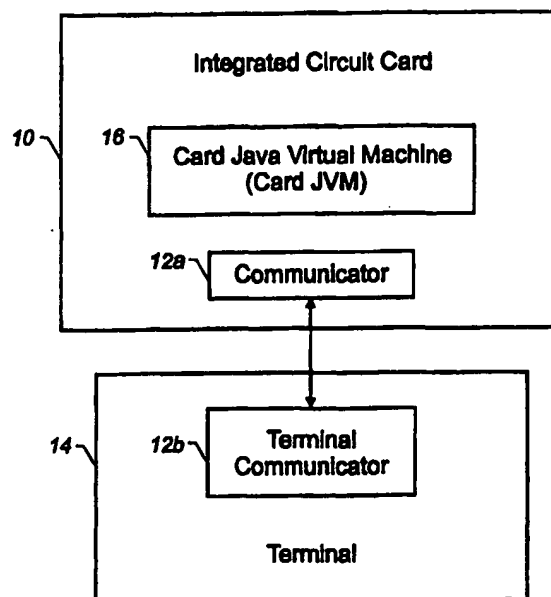 Integrated Circuit Card
10
16
Card Java Virtual Machine
(Card JVM)
12a
Communicator
14
12b
Terminal
Communicator
Terminal